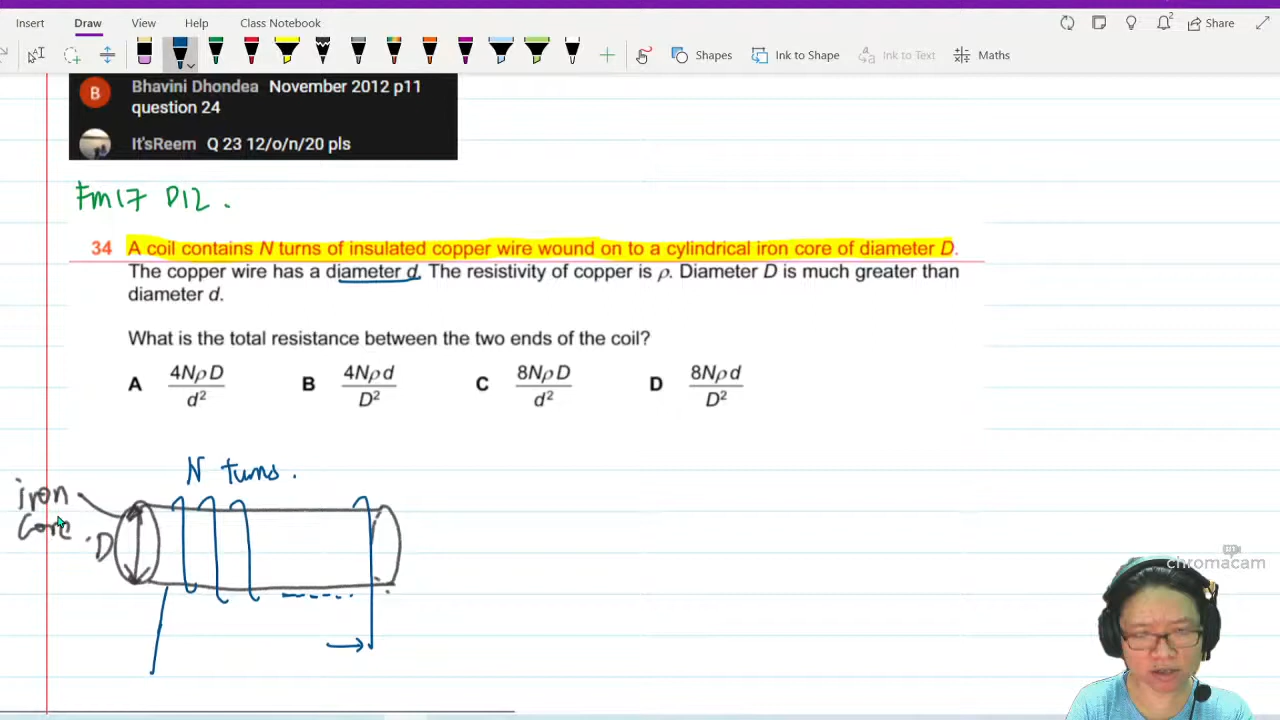 Insert Draw View Help Class Notebook Share
Shapes Ink to Shape Ink to Text Maths
B Bhavini Dhondea November 2012 p11
question 24
It'sReem Q 23 12/o/n/20 pls
Fm17 P12.
34 A coil contains N turns of insulated copper wire wound on to a cylindrical iron core of diameter D.
The copper wire has a diameter d. The resistivity of copper is ρ. Diameter D is much greater than
diameter d.
What is the total resistance between the two ends of the coil?
A 4NρD/d² B 4Nρd/D² C 8NρD/d² D 8Nρd/D²
N turns.
iron
core
D
chromacam